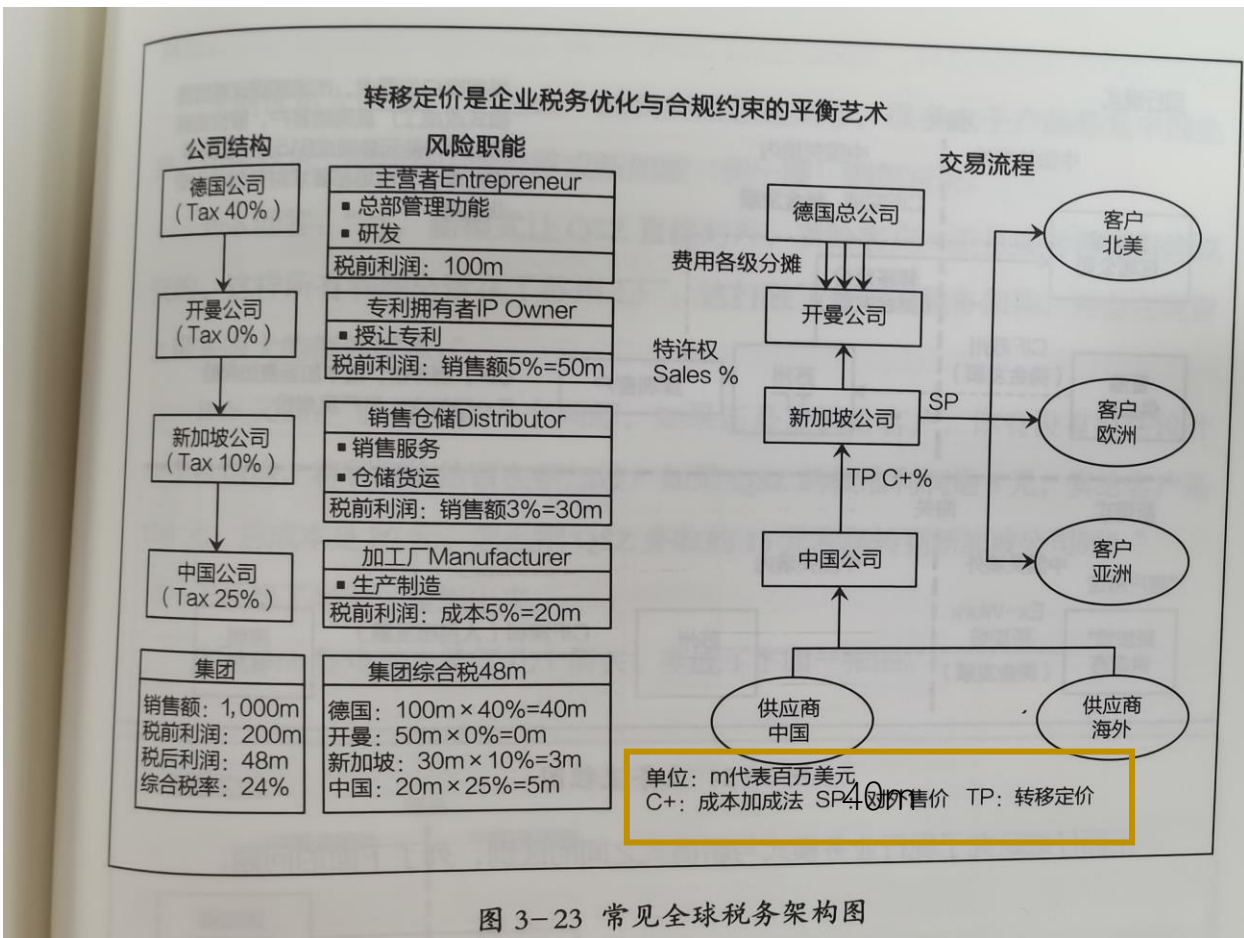 转移定价是企业税务优化与合规约束的平衡艺术
公司结构
风险职能
交易流程
德国公司
（Tax 40%）
主营者Entrepreneur
▪ 总部管理功能
▪ 研发
税前利润：100m
开曼公司
（Tax 0%）
专利拥有者IP Owner
▪ 授让专利
税前利润：销售额5%=50m
新加坡公司
（Tax 10%）
销售仓储Distributor
▪ 销售服务
▪ 仓储货运
税前利润：销售额3%=30m
中国公司
（Tax 25%）
加工厂Manufacturer
▪ 生产制造
税前利润：成本5%=20m
集团
销售额：1,000m
税前利润：200m
税后利润：48m
综合税率：24%
集团综合税48m
德国：100m×40%=40m
开曼：50m×0%=0m
新加坡：30m×10%=3m
中国：20m×25%=5m
德国总公司
费用各级分摊
开曼公司
特许权
Sales %
新加坡公司
SP
TP C+%
中国公司
客户
北美
客户
欧洲
客户
亚洲
供应商
中国
供应商
海外
单位：m代表百万美元
C+：成本加成法 SP：对外售价 TP：转移定价
40m
图 3-23 常见全球税务架构图